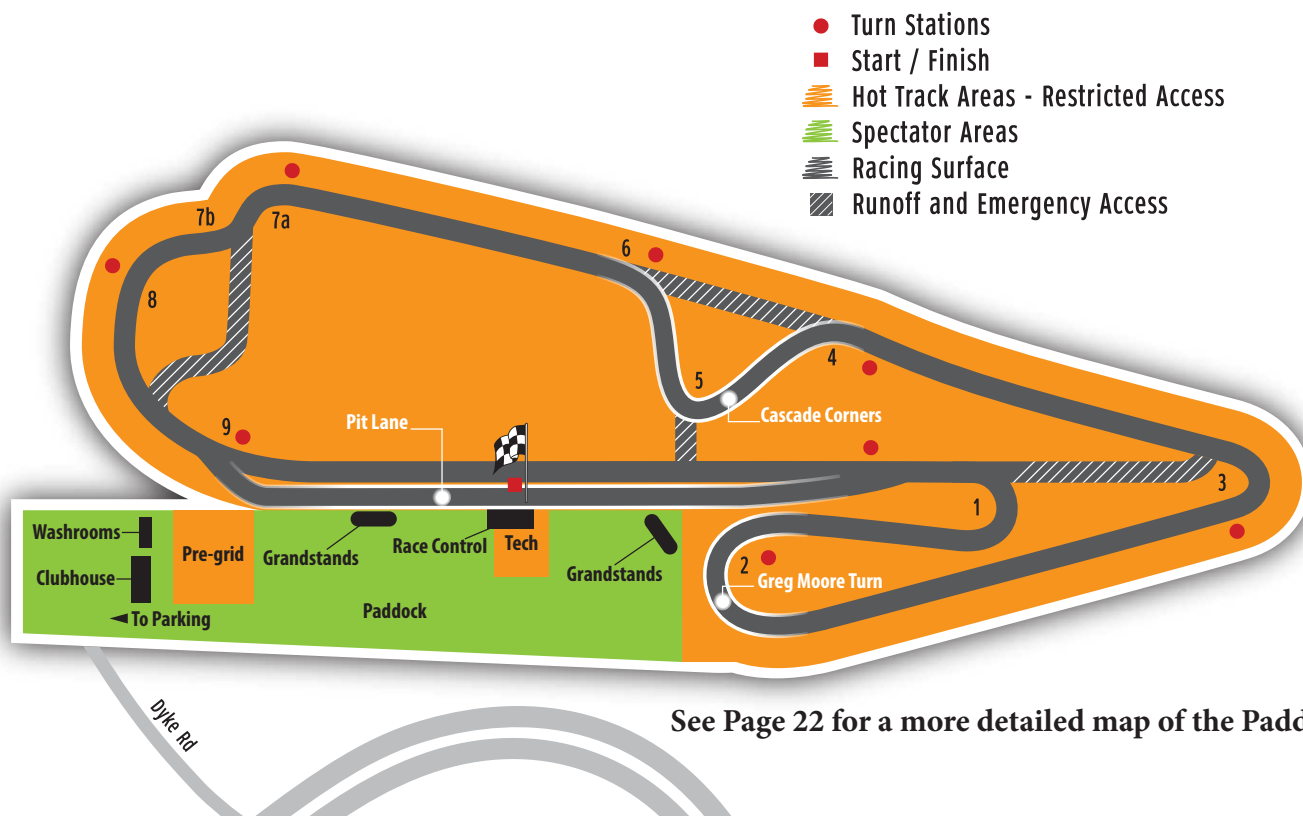 Turn Stations
Start / Finish
Hot Track Areas - Restricted Access
Spectator Areas
Racing Surface
Runoff and Emergency Access
7b
7a
6
8
4
5
Pit Lane
Cascade Corners
9
3
1
Washrooms
Pre-grid
Grandstands
Race Control
Tech
Grandstands
2
Greg Moore Turn
Clubhouse
To Parking
Paddock
Dyke Rd
See Page 22 for a more detailed map of the Padd